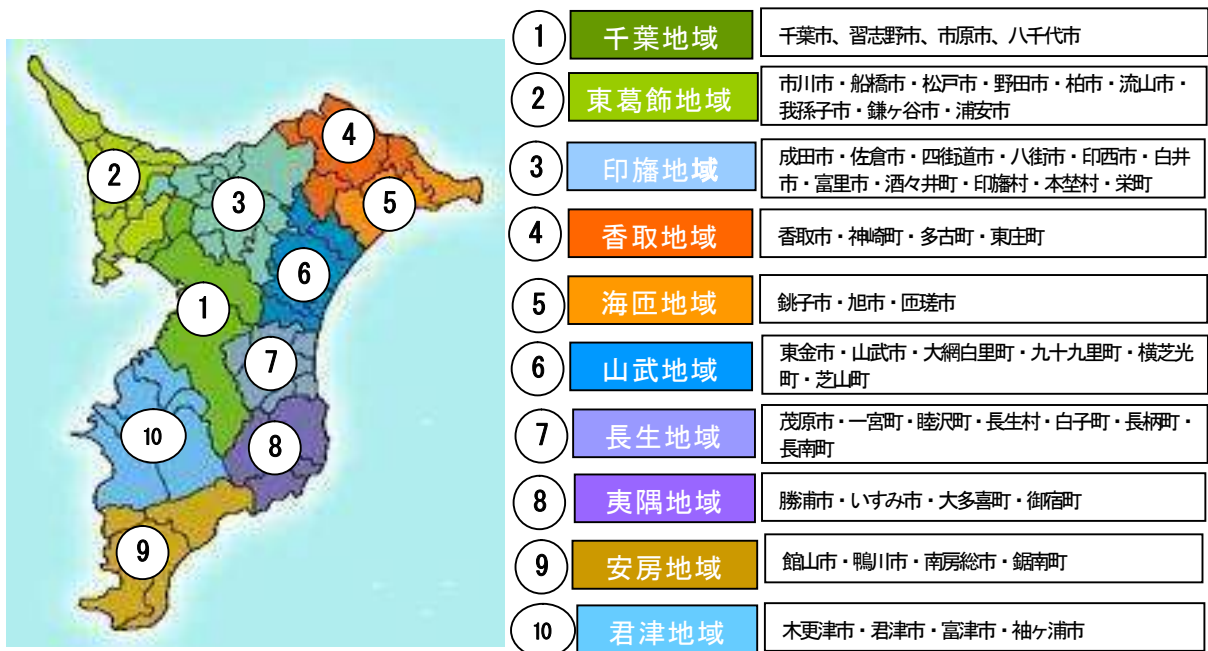 2
4
3
5
6
1
7
10
8
9
1 千葉地域 千葉市、習志野市、市原市、八千代市
2 東葛飾地域 市川市・船橋市・松戸市・野田市・柏市・流山市・
我孫子市・鎌ヶ谷市・浦安市
3 印旛地域 成田市・佐倉市・四街道市・八街市・印西市・白井
市・富里市・酒々井町・印旛村・本埜村・栄町
4 香取地域 香取市・神崎町・多古町・東庄町
5 海匝地域 銚子市・旭市・匝瑳市
6 山武地域 東金市・山武市・大網白里町・九十九里町・横芝光
町・芝山町
7 長生地域 茂原市・一宮町・睦沢町・長生村・白子町・長柄町・
長南町
8 夷隅地域 勝浦市・いすみ市・大多喜町・御宿町
9 安房地域 館山市・鴨川市・南房総市・鋸南町
10 君津地域 木更津市・君津市・富津市・袖ヶ浦市